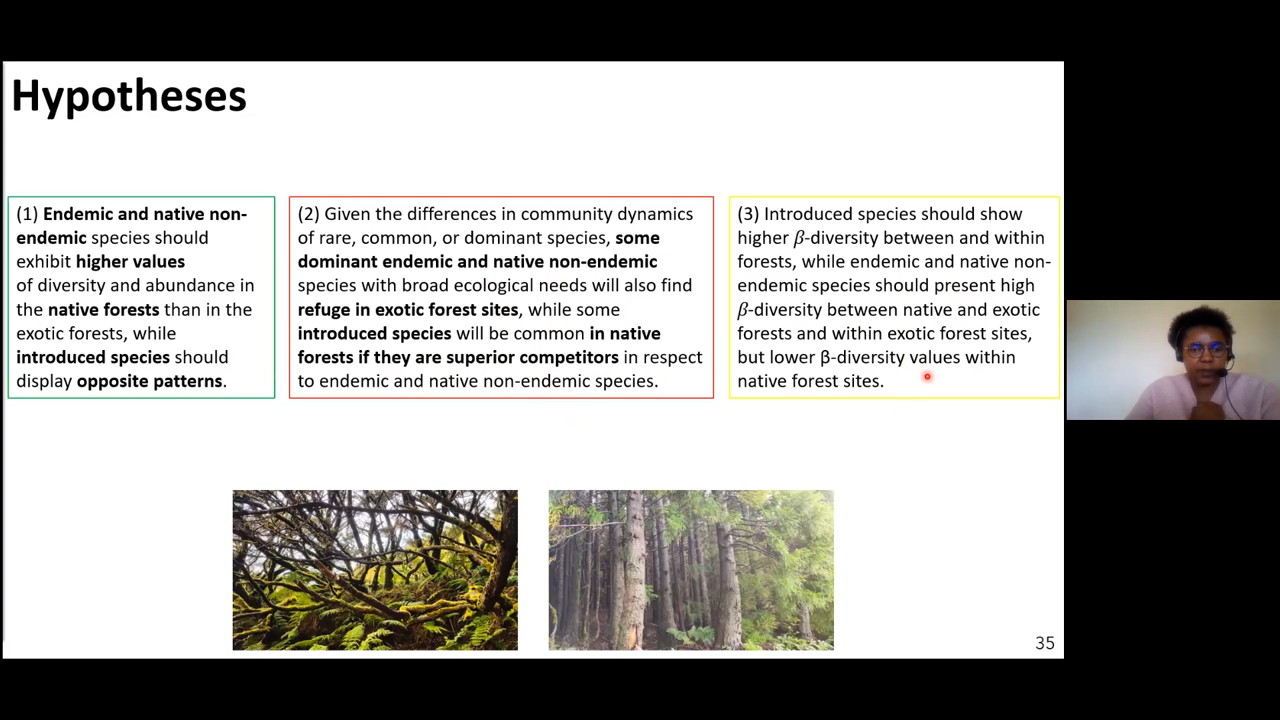 Hypotheses
(1) Endemic and native non-
endemic species should
exhibit higher values
of diversity and abundance in
the native forests than in the
exotic forests, while
introduced species should
display opposite patterns.
(2) Given the differences in community dynamics
of rare, common, or dominant species, some
dominant endemic and native non-endemic
species with broad ecological needs will also find
refuge in exotic forest sites, while some
introduced species will be common in native
forests if they are superior competitors in respect
to endemic and native non-endemic species.
(3) Introduced species should show
higher β-diversity between and within
forests, while endemic and native non-
endemic species should present high
β-diversity between native and exotic
forests and within exotic forest sites,
but lower β-diversity values within
native forest sites.
35